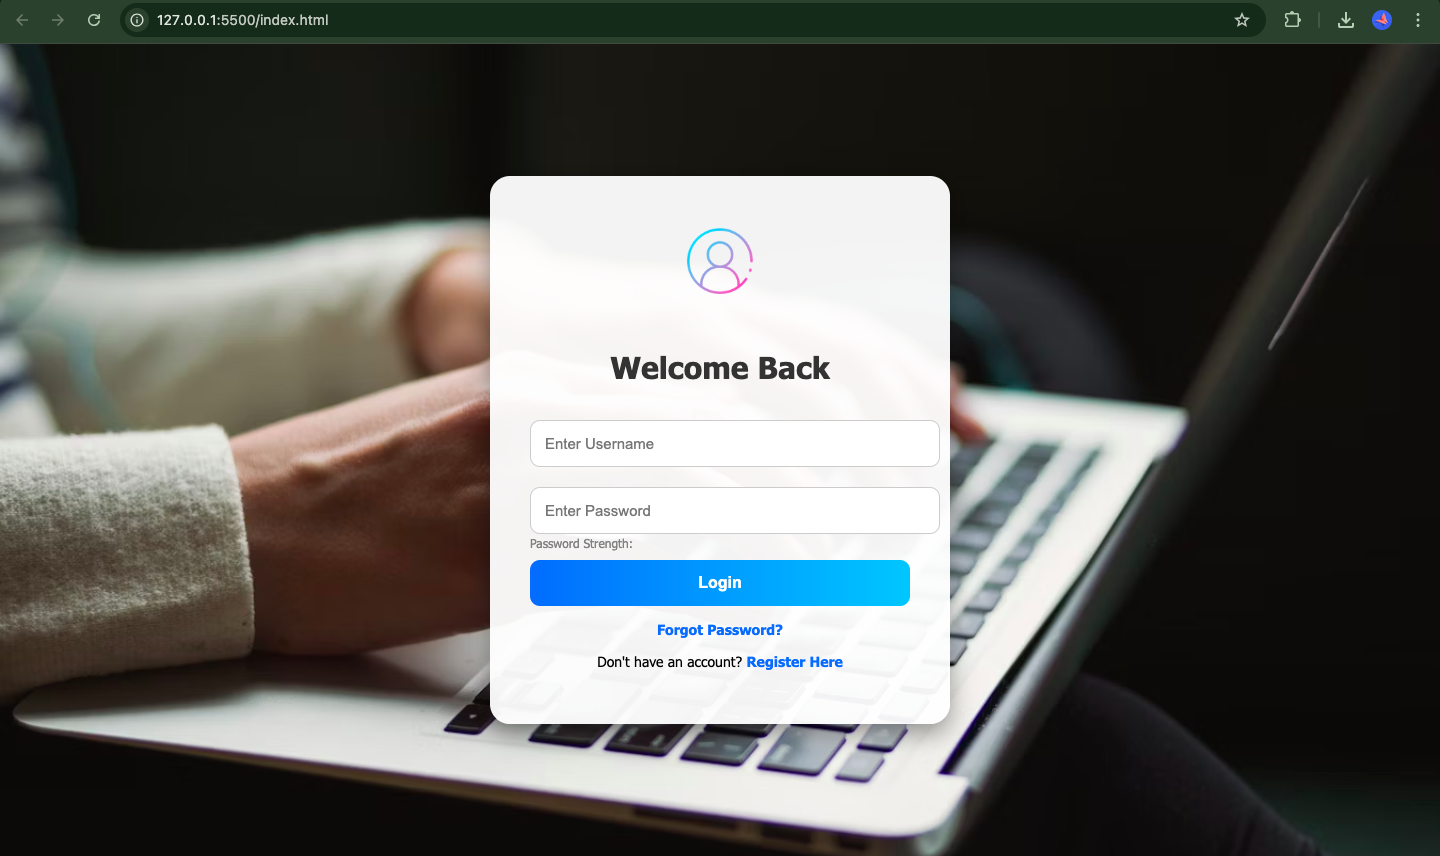 127.0.0.1:5500/index.html
Welcome Back
Enter Username
Enter Password
Password Strength:
Login
Forgot Password?
Don't have an account? Register Here